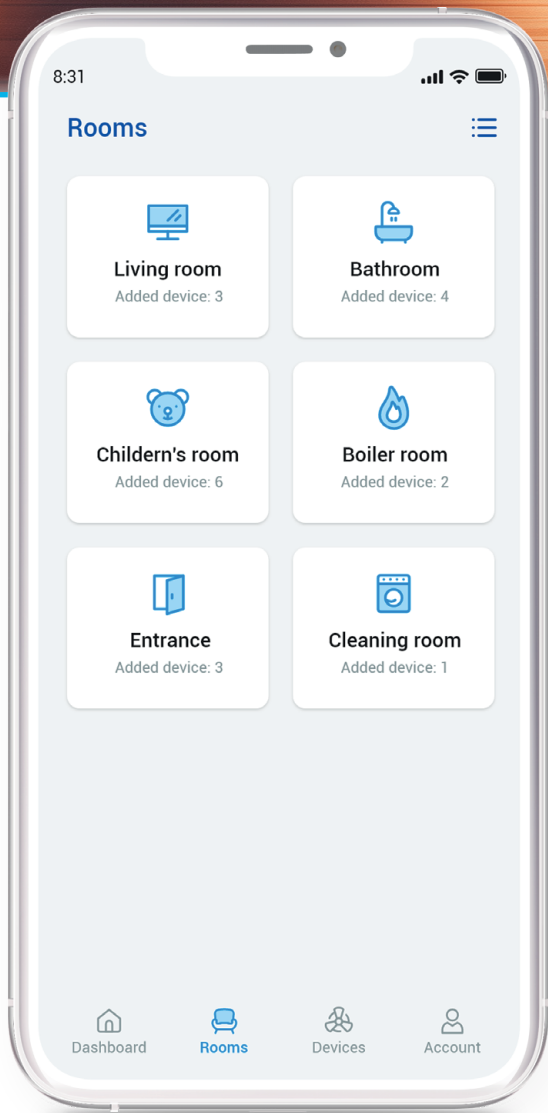 8:31
Rooms
Living room
Added device: 3
Bathroom
Added device: 4
Childern's room
Added device: 6
Boiler room
Added device: 2
Entrance
Added device: 3
Cleaning room
Added device: 1
Dashboard
Rooms
Devices
Account